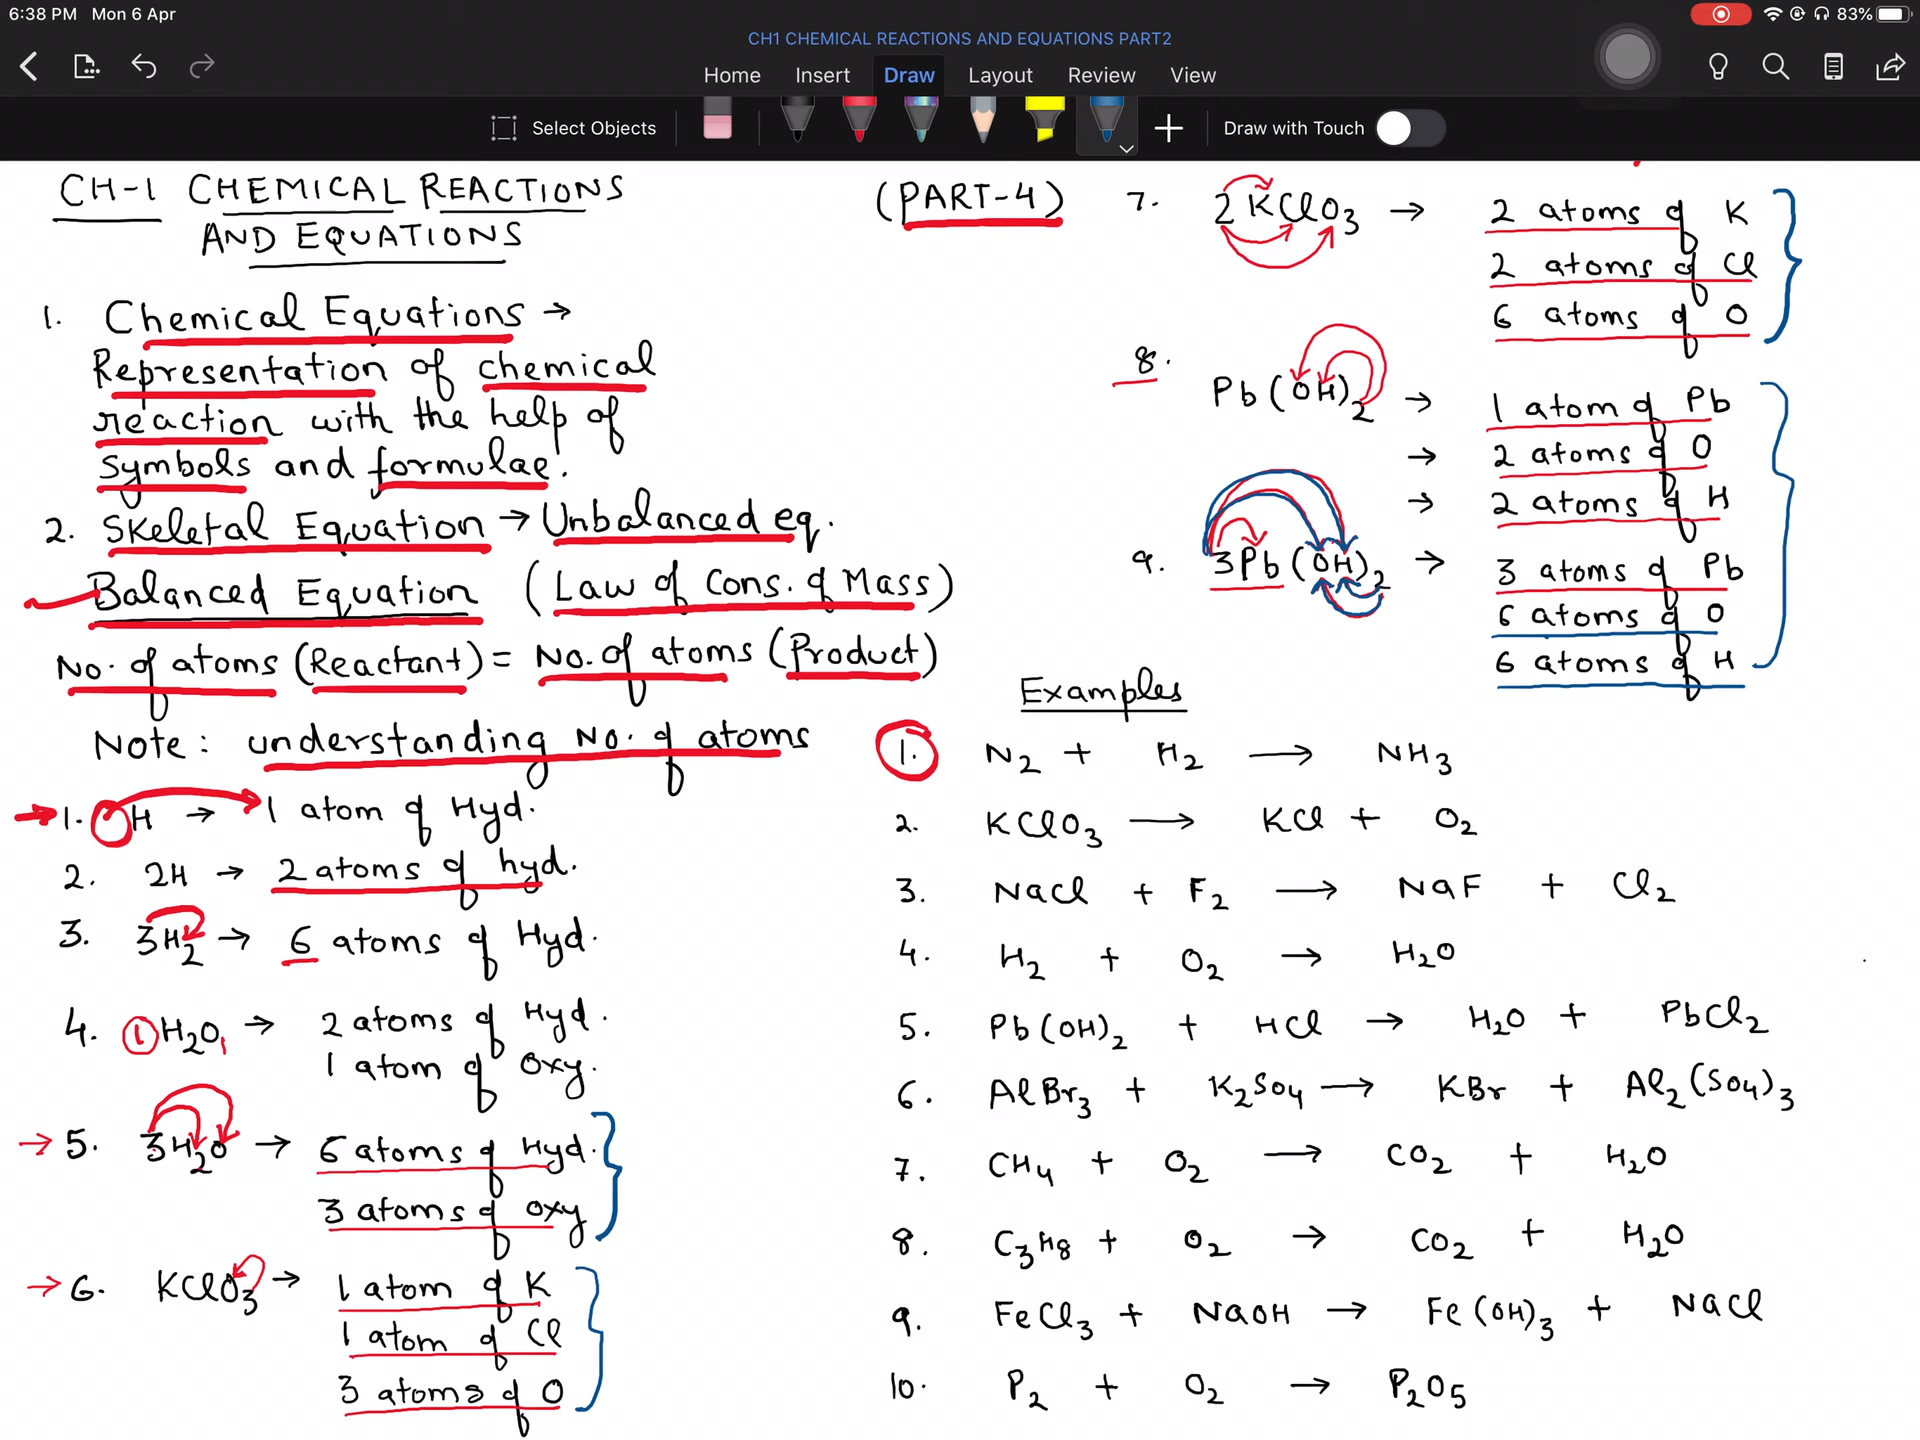 6:38 PM Mon 6 Apr
83%
CH1 CHEMICAL REACTIONS AND EQUATIONS PART2
Home Insert Draw Layout Review View
Select Objects
Draw with Touch
CH-1 CHEMICAL REACTIONS
AND EQUATIONS
(PART-4)
1. Chemical Equations →
Representation of chemical
reaction with the help of
symbols and formulae.
2. Skeletal Equation → Unbalanced eq.
Balanced Equation (Law of Cons. of Mass)
No. of atoms (Reactant) = No. of atoms (Product)
Note: understanding No. of atoms
1. H → 1 atom of Hyd.
2. 2H → 2 atoms of hyd.
3. 3H₂ → 6 atoms of Hyd.
4. ① H₂O₁ → 2 atoms of Hyd.
1 atom of Oxy.
5. 3H₂O → 6 atoms of Hyd.
3 atoms of oxy
6. KClO₃ → 1 atom of K
1 atom of Cl
3 atoms of O
7. 2KClO₃ → 2 atoms of K
2 atoms of Cl
6 atoms of O
8. Pb(OH)₂ → 1 atom of Pb
→ 2 atoms of O
→ 2 atoms of H
9. 3Pb(OH)₂ → 3 atoms of Pb
6 atoms of O
6 atoms of H
Examples
1. N₂ + H₂ → NH₃
2. KClO₃ → KCl + O₂
3. NaCl + F₂ → NaF + Cl₂
4. H₂ + O₂ → H₂O
5. Pb(OH)₂ + HCl → H₂O + PbCl₂
6. AlBr₃ + K₂SO₄ → KBr + Al₂(SO₄)₃
7. CH₄ + O₂ → CO₂ + H₂O
8. C₃H₈ + O₂ → CO₂ + H₂O
9. FeCl₃ + NaOH → Fe(OH)₃ + NaCl
10. P₂ + O₂ → P₂O₅